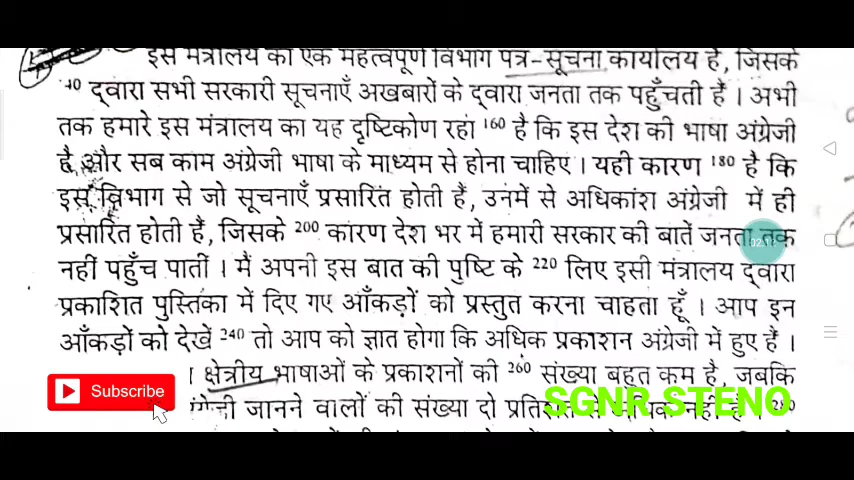 इस मंत्रालय का एक महत्वपूर्ण विभाग पत्र-सूचना कार्यालय है, जिसके
40 द्वारा सभी सरकारी सूचनाएँ अखबारों के द्वारा जनता तक पहुँचती हैं । अभी
तक हमारे इस मंत्रालय का यह दृष्टिकोण रहा 160 है कि इस देश की भाषा अंग्रेजी
है और सब काम अंग्रेजी भाषा के माध्यम से होना चाहिए । यही कारण 180 है कि
इस विभाग से जो सूचनाएँ प्रसारित होती हैं, उनमें से अधिकांश अंग्रेजी में ही
प्रसारित होती हैं, जिसके 200 कारण देश भर में हमारी सरकार की बातें जनता तक
नहीं पहुँच पातीं । मैं अपनी इस बात की पुष्टि के 220 लिए इसी मंत्रालय द्वारा
प्रकाशित पुस्तिका में दिए गए आँकड़ों को प्रस्तुत करना चाहता हूँ । आप इन
आँकड़ों को देखें 240 तो आप को ज्ञात होगा कि अधिक प्रकाशन अंग्रेजी में हुए हैं ।
। क्षेत्रीय भाषाओं के प्रकाशनों की 260 संख्या बहुत कम है, जबकि
जानने वालों की संख्या दो प्रतिशत से अधिक नहीं है । 280
Subscribe
SGNR STENO